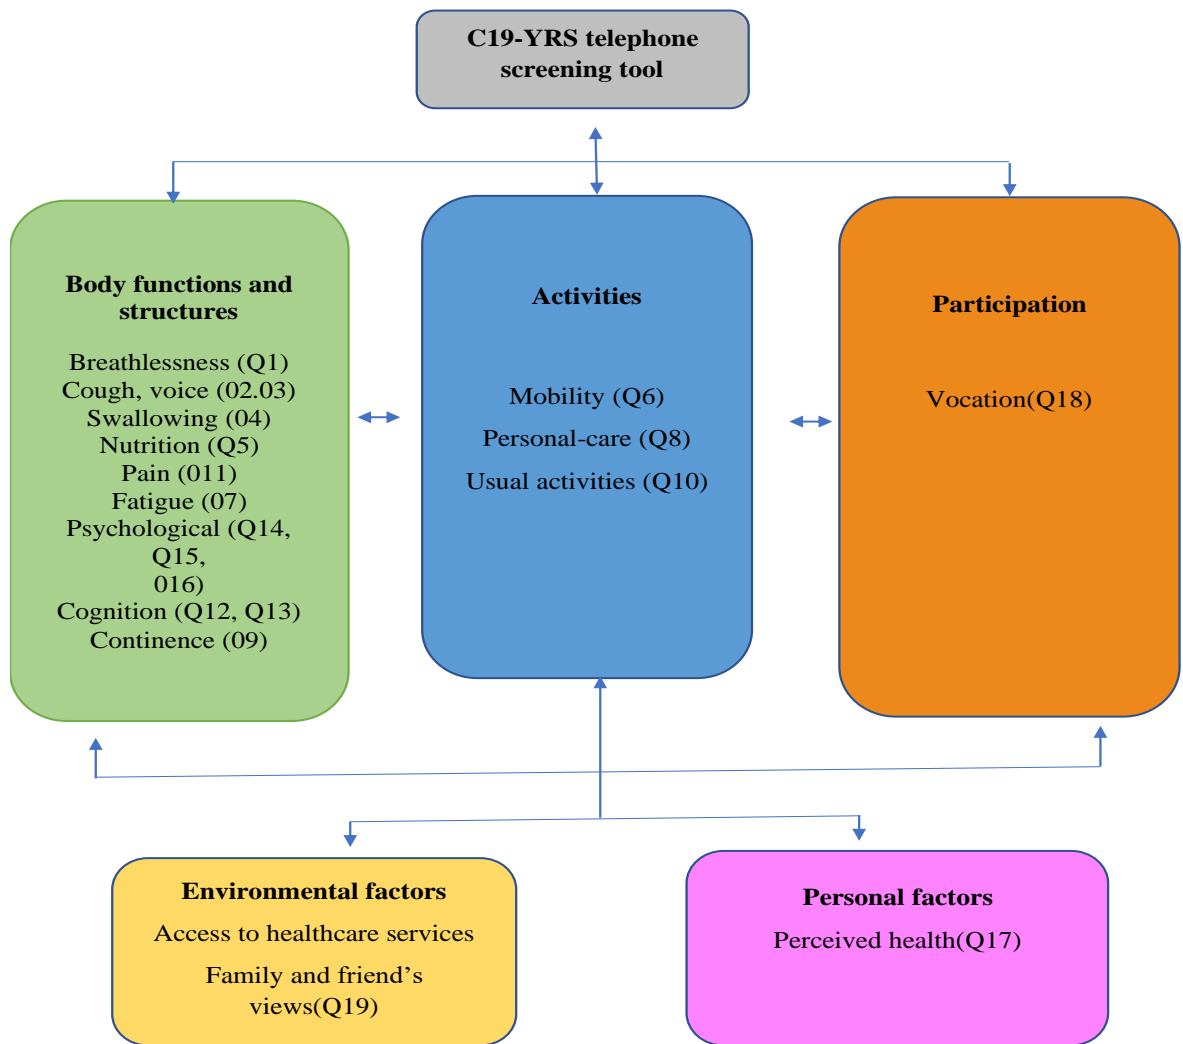 C19-YRS telephone
screening tool
Body functions and
structures
Breathlessness (Q1)
Cough, voice (02.03)
Swallowing (04)
Nutrition (Q5)
Pain (011)
Fatigue (07)
Psychological (Q14,
Q15,
016)
Cognition (Q12, Q13)
Continence (09)
Activities
Mobility (Q6)
Personal-care (Q8)
Usual activities (Q10)
Participation
Vocation(Q18)
Environmental factors
Access to healthcare services
Family and friend’s
views(Q19)
Personal factors
Perceived health(Q17)